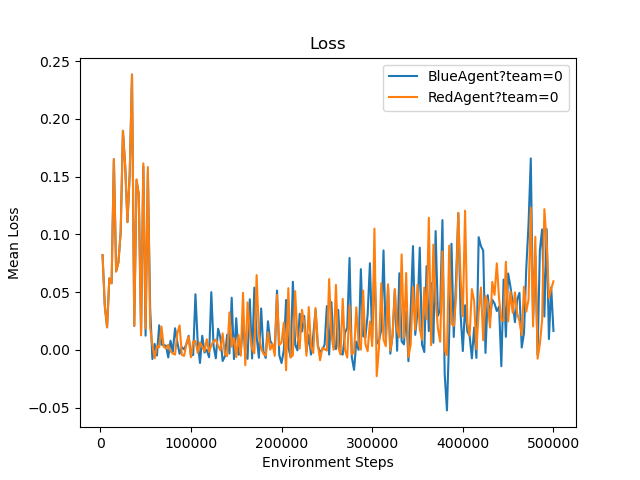 Loss
BlueAgent?team=0
RedAgent?team=0
Mean Loss
0.25
0.20
0.15
0.10
0.05
0.00
−0.05
0
100000
200000
300000
400000
500000
Environment Steps